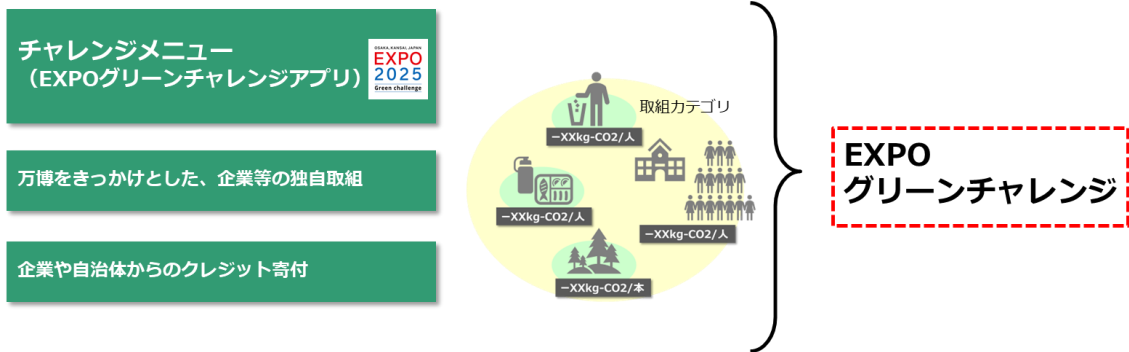 チャレンジメニュー
（EXPOグリーンチャレンジアプリ）
OSAKA, KANSAI, JAPAN
EXPO
2025
Green challenge
万博をきっかけとした、企業等の独自取組
企業や自治体からのクレジット寄付
取組カテゴリ
−XXkg-CO2/人
−XXkg-CO2/人
−XXkg-CO2/人
−XXkg-CO2/本
EXPO
グリーンチャレンジ